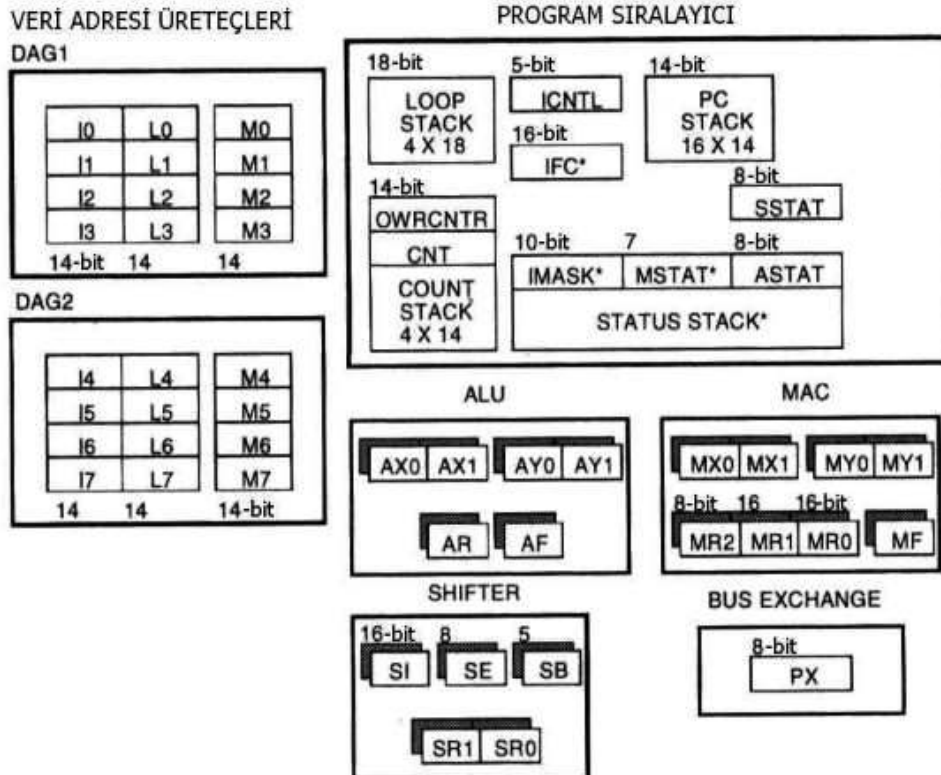 VERİ ADRESİ ÜRETEÇLERİ
DAG1
I0 L0 M0
I1 L1 M1
I2 L2 M2
I3 L3 M3
14-bit 14 14
DAG2
I4 L4 M4
I5 L5 M5
I6 L6 M6
I7 L7 M7
14 14 14-bit
PROGRAM SIRALAYICI
18-bit
LOOP
STACK
4 X 18
5-bit
ICNTL
16-bit
IFC*
14-bit
PC
STACK
16 X 14
8-bit
SSTAT
14-bit
OWRCNTR
CNT
COUNT
STACK
4 X 14
10-bit 7 8-bit
IMASK* MSTAT* ASTAT
STATUS STACK*
ALU
AX0 AX1 AY0 AY1
AR AF
MAC
MX0 MX1 MY0 MY1
8-bit 16 16-bit
MR2 MR1 MR0 MF
SHIFTER
16-bit 8 5
SI SE SB
SR1 SR0
BUS EXCHANGE
8-bit
PX